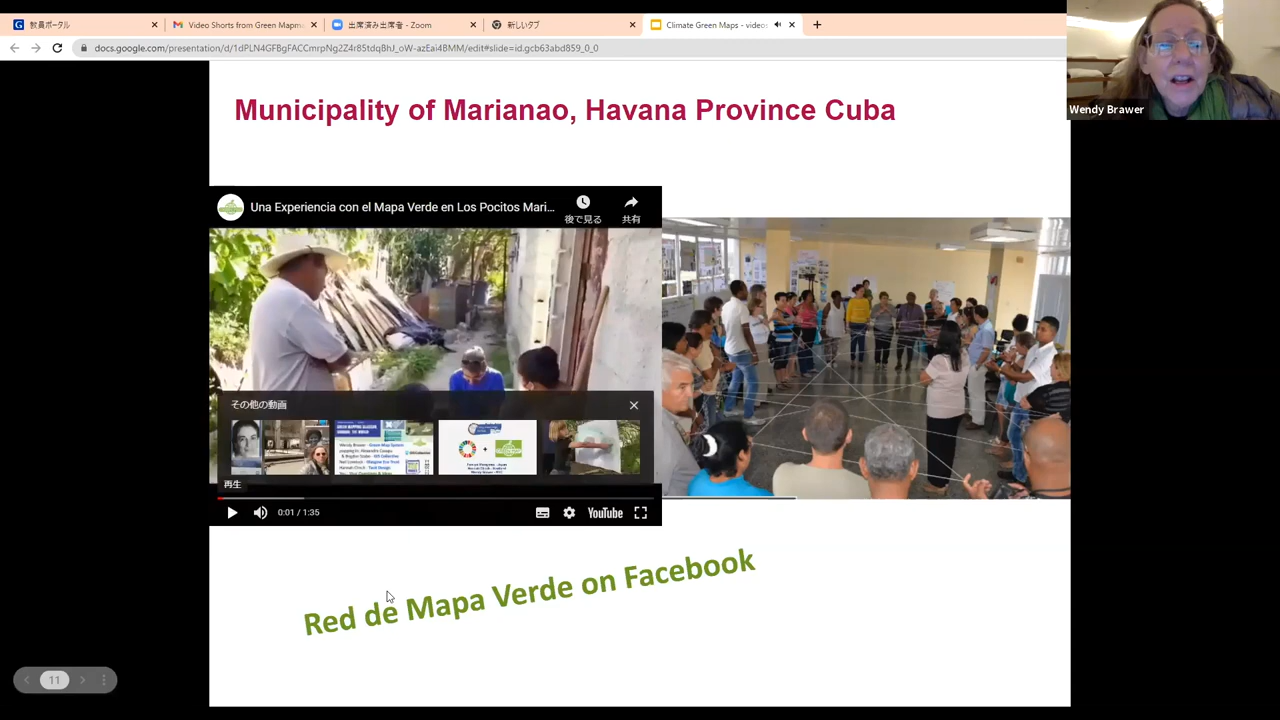 教員ポータル
Video Shorts from Green Mapma
出席済み出席者 - Zoom
新しいタブ
Climate Green Maps - video
docs.google.com/presentation/d/1dPLN4GFBgFACCmrpNg2Z4r85tdq8hJ_oW-azEai4BMM/edit#slide=id.gcb63abd859_0_0
Wendy Brawer
Municipality of Marianao, Havana Province Cuba
Una Experiencia con el Mapa Verde en Los Pocitos Mari...
後で見る
共有
その他の動画
再生
0:01 / 1:35
YouTube
Red de Mapa Verde on Facebook
11